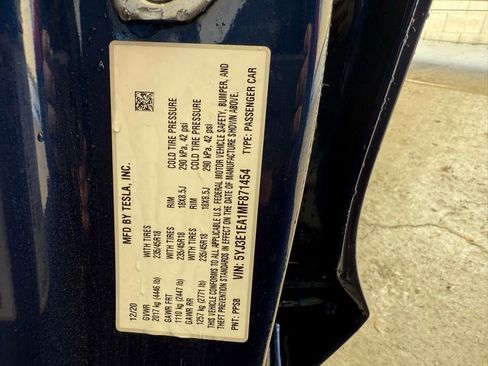 MFD BY TESLA, INC.
12/20
GVWR
2017 kg (4446 lb)
WITH TIRES
235/45R18
RIM
18X8.5J
COLD TIRE PRESSURE
290 kPa, 42 psi
GAWR FRT
1110 kg (2447 lb)
WITH TIRES
235/45R18
RIM
18X8.5J
COLD TIRE PRESSURE
290 kPa, 42 psi
GAWR RR
1257 kg (2771 lb)
THIS VEHICLE CONFORMS TO ALL APPLICABLE U.S. FEDERAL MOTOR VEHICLE SAFETY, BUMPER, AND
THEFT PREVENTION STANDARDS IN EFFECT ON THE DATE OF MANUFACTURE SHOWN ABOVE.
VIN: 5YJ3E1EA1MF871454
TYPE: PASSENGER CAR
PNT: PPSB